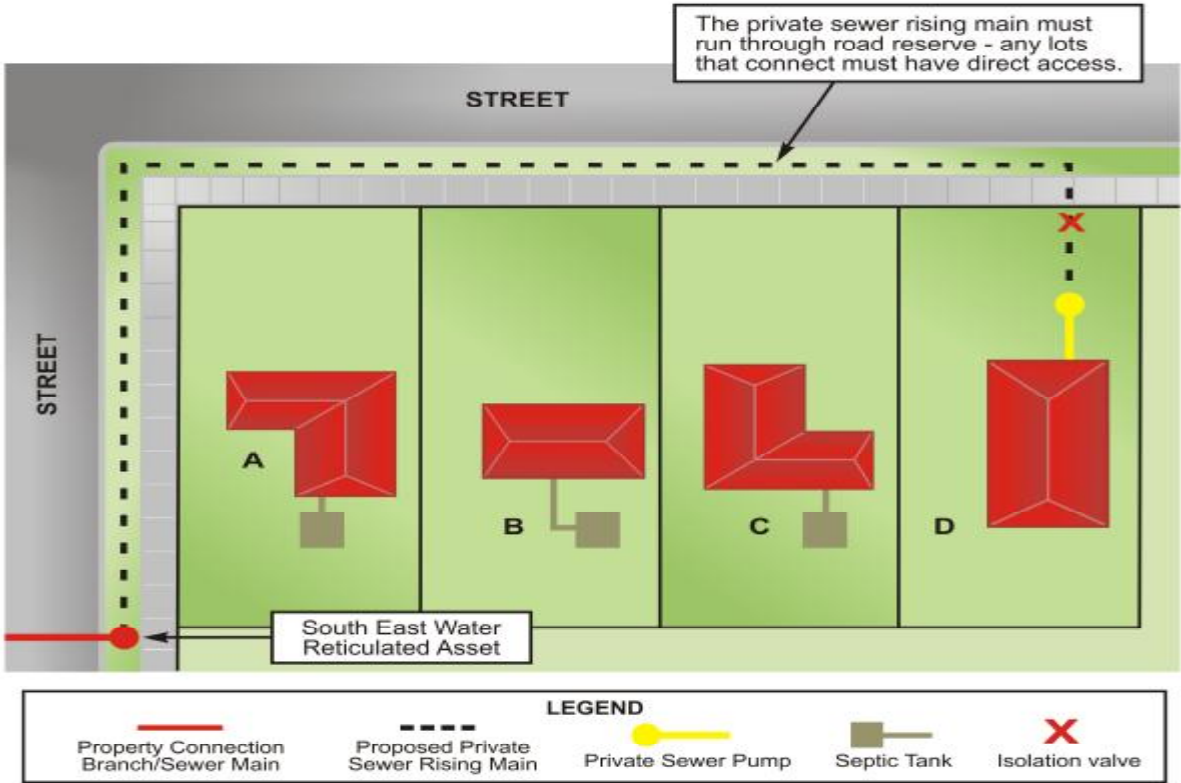 The private sewer rising main must
run through road reserve - any lots
that connect must have direct access.
STREET
STREET
A
B
C
D
South East Water
Reticulated Asset
LEGEND
Property Connection
Branch/Sewer Main
Proposed Private
Sewer Rising Main
Private Sewer Pump
Septic Tank
X
Isolation valve